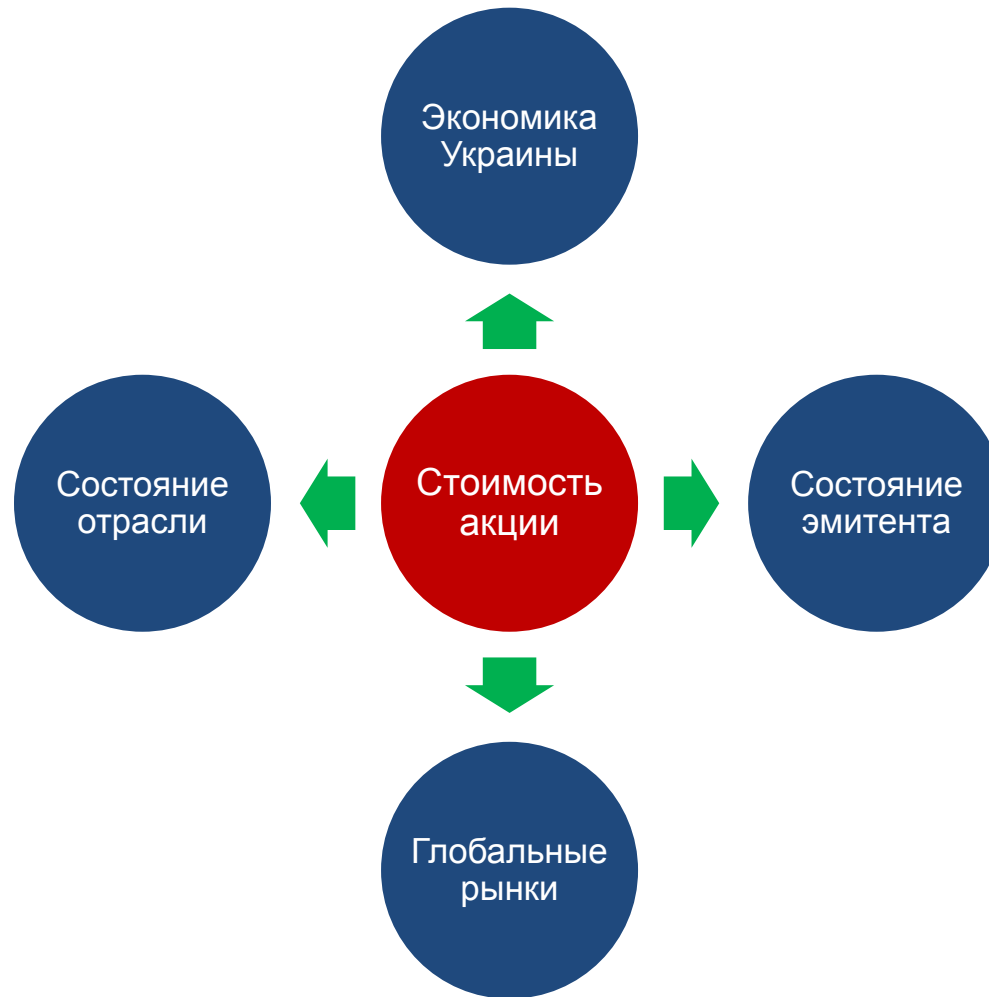 Экономика
Украины
Состояние
отрасли
Стоимость
акции
Состояние
эмитента
Глобальные
рынки